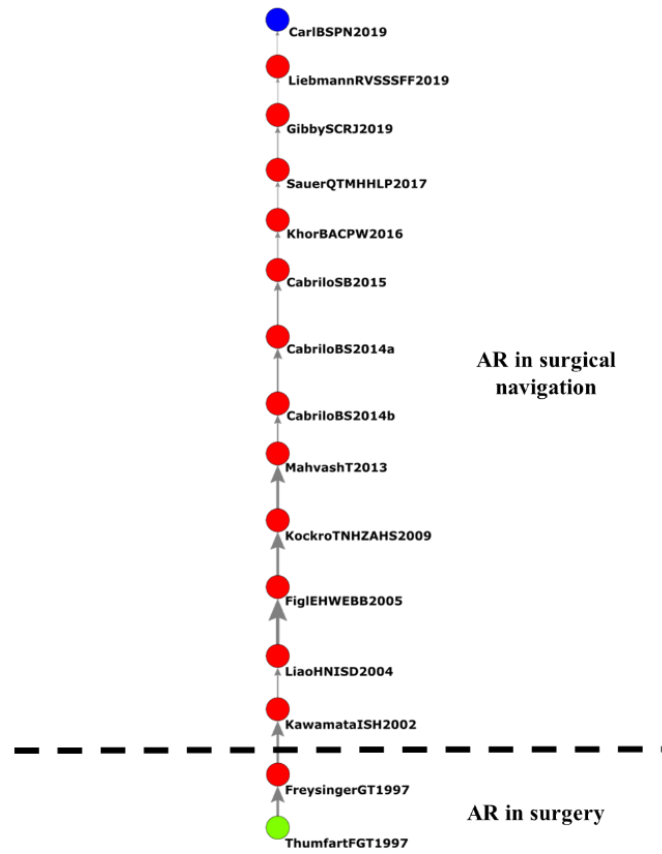 CarlBSPN2019
LiebmannRVSSSFF2019
GibbySCRJ2019
SauerQTMHHLP2017
KhorBACPW2016
CabriloSB2015
CabriloBS2014a
AR in surgical
navigation
CabriloBS2014b
MahvashT2013
KockroTNHZAHS2009
FiglEHWEBB2005
LiaoHNISD2004
KawamataISH2002
FreysingerGT1997
AR in surgery
ThumfartFGT1997